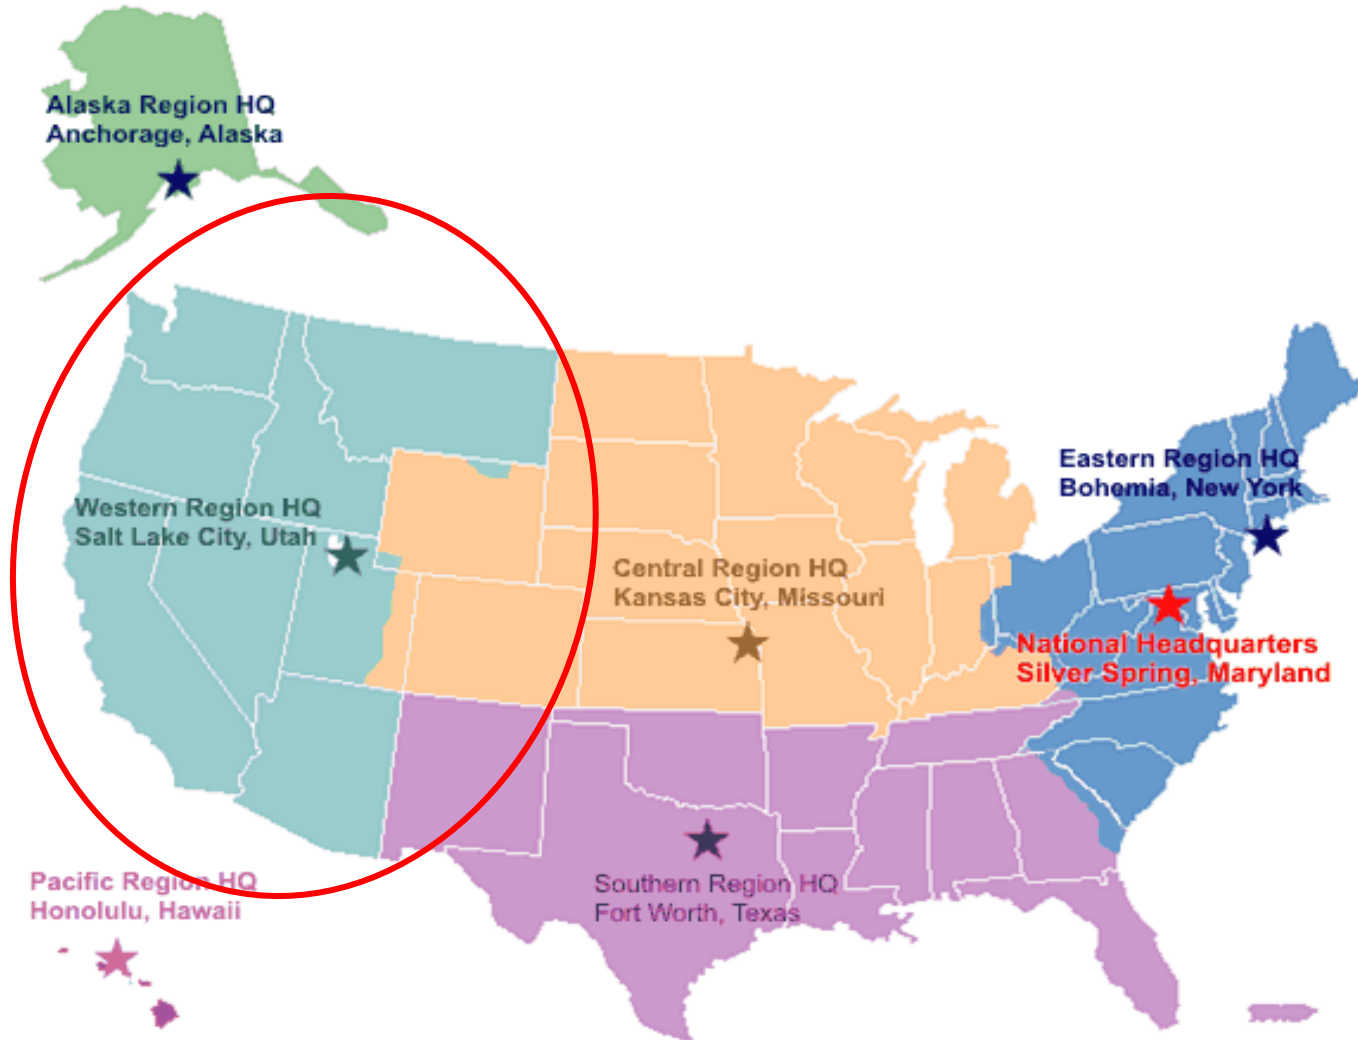 Alaska Region HQ
Anchorage, Alaska
Western Region HQ
Salt Lake City, Utah
Central Region HQ
Kansas City, Missouri
Eastern Region HQ
Bohemia, New York
National Headquarters
Silver Spring, Maryland
Pacific Region HQ
Honolulu, Hawaii
Southern Region HQ
Fort Worth, Texas